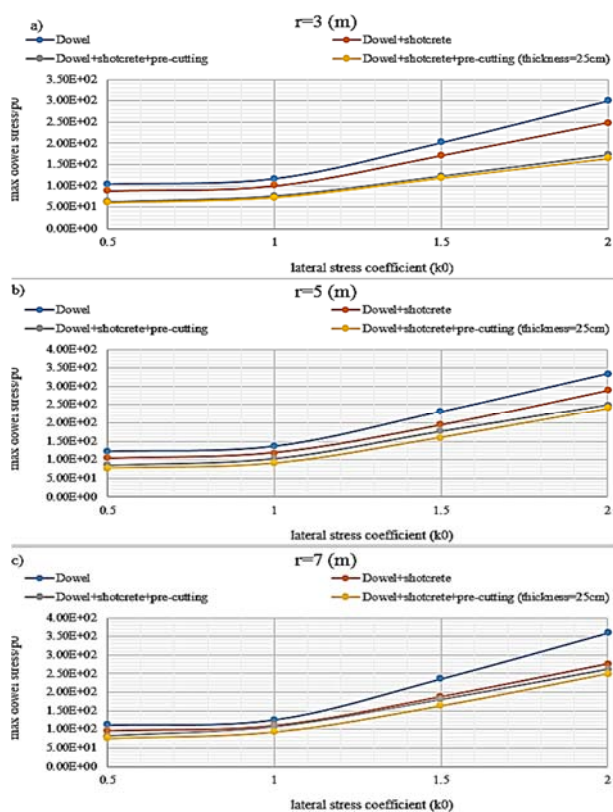 a)
r=3 (m)
Dowel
Dowel+shotcrete
Dowel+shotcrete+pre-cutting
Dowel+shotcrete+pre-cutting (thickness=25cm)
max dowel stress/p0
3.50E+02
3.00E+02
2.50E+02
2.00E+02
1.50E+02
1.00E+02
5.00E+01
0.00E+00
0.5
1
1.5
2
lateral stress coefficient (k0)
b)
r=5 (m)
Dowel
Dowel+shotcrete
Dowel+shotcrete+pre-cutting
Dowel+shotcrete+pre-cutting (thickness=25cm)
max dowel stress/p0
4.00E+02
3.50E+02
3.00E+02
2.50E+02
2.00E+02
1.50E+02
1.00E+02
5.00E+01
0.00E+00
0.5
1
1.5
2
lateral stress coefficient (k0)
c)
r=7 (m)
Dowel
Dowel+shotcrete
Dowel+shotcrete+pre-cutting
Dowel+shotcrete+pre-cutting (thickness=25cm)
max dowel stress/p0
4.00E+02
3.50E+02
3.00E+02
2.50E+02
2.00E+02
1.50E+02
1.00E+02
5.00E+01
0.00E+00
0.5
1
1.5
2
lateral stress coefficient (k0)